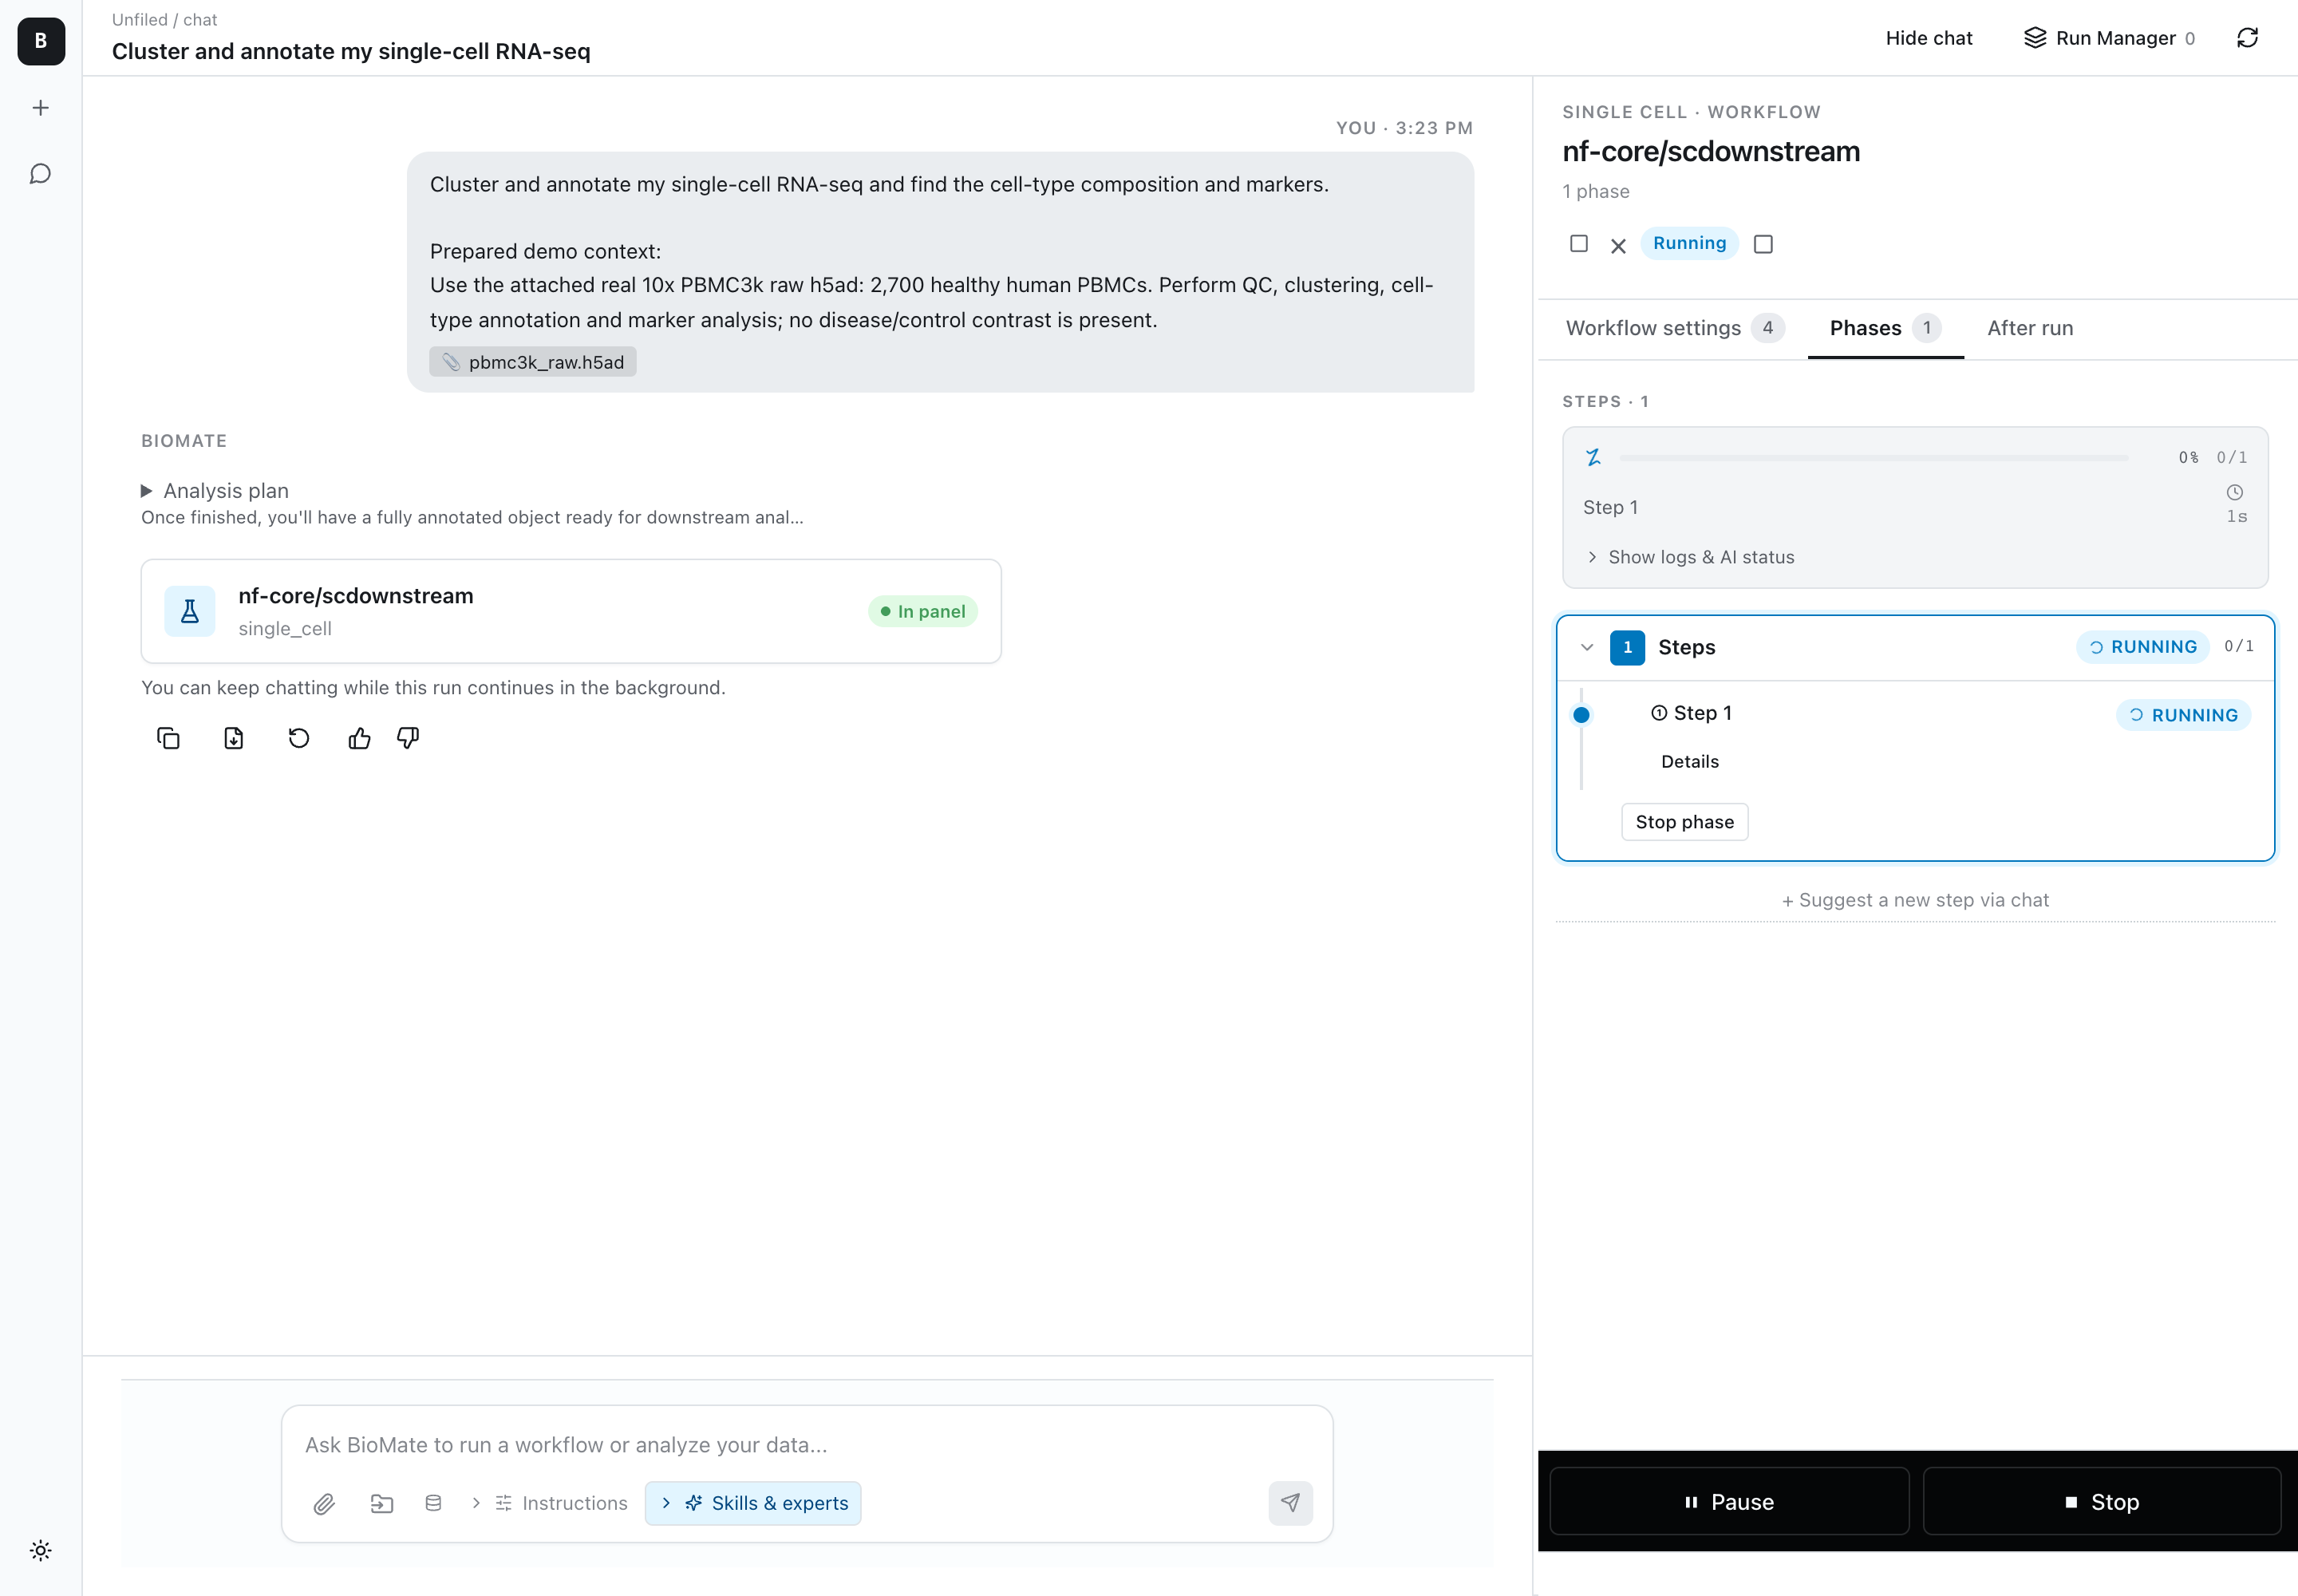 B
Unfiled / chat
Cluster and annotate my single-cell RNA-seq
Hide chat
Run Manager 0
YOU · 3:23 PM
Cluster and annotate my single-cell RNA-seq and find the cell-type composition and markers.
Prepared demo context:
Use the attached real 10x PBMC3k raw h5ad: 2,700 healthy human PBMCs. Perform QC, clustering, cell-
type annotation and marker analysis; no disease/control contrast is present.
pbmc3k_raw.h5ad
BIOMATE
Analysis plan
Once finished, you'll have a fully annotated object ready for downstream anal...
nf-core/scdownstream
single_cell
In panel
You can keep chatting while this run continues in the background.
Ask BioMate to run a workflow or analyze your data...
Instructions
Skills & experts
SINGLE CELL · WORKFLOW
nf-core/scdownstream
1 phase
Running
Workflow settings 4
Phases 1
After run
STEPS · 1
0% 0/1
Step 1
1s
Show logs & AI status
1 Steps
RUNNING 0/1
1 Step 1
RUNNING
Details
Stop phase
+ Suggest a new step via chat
Pause
Stop